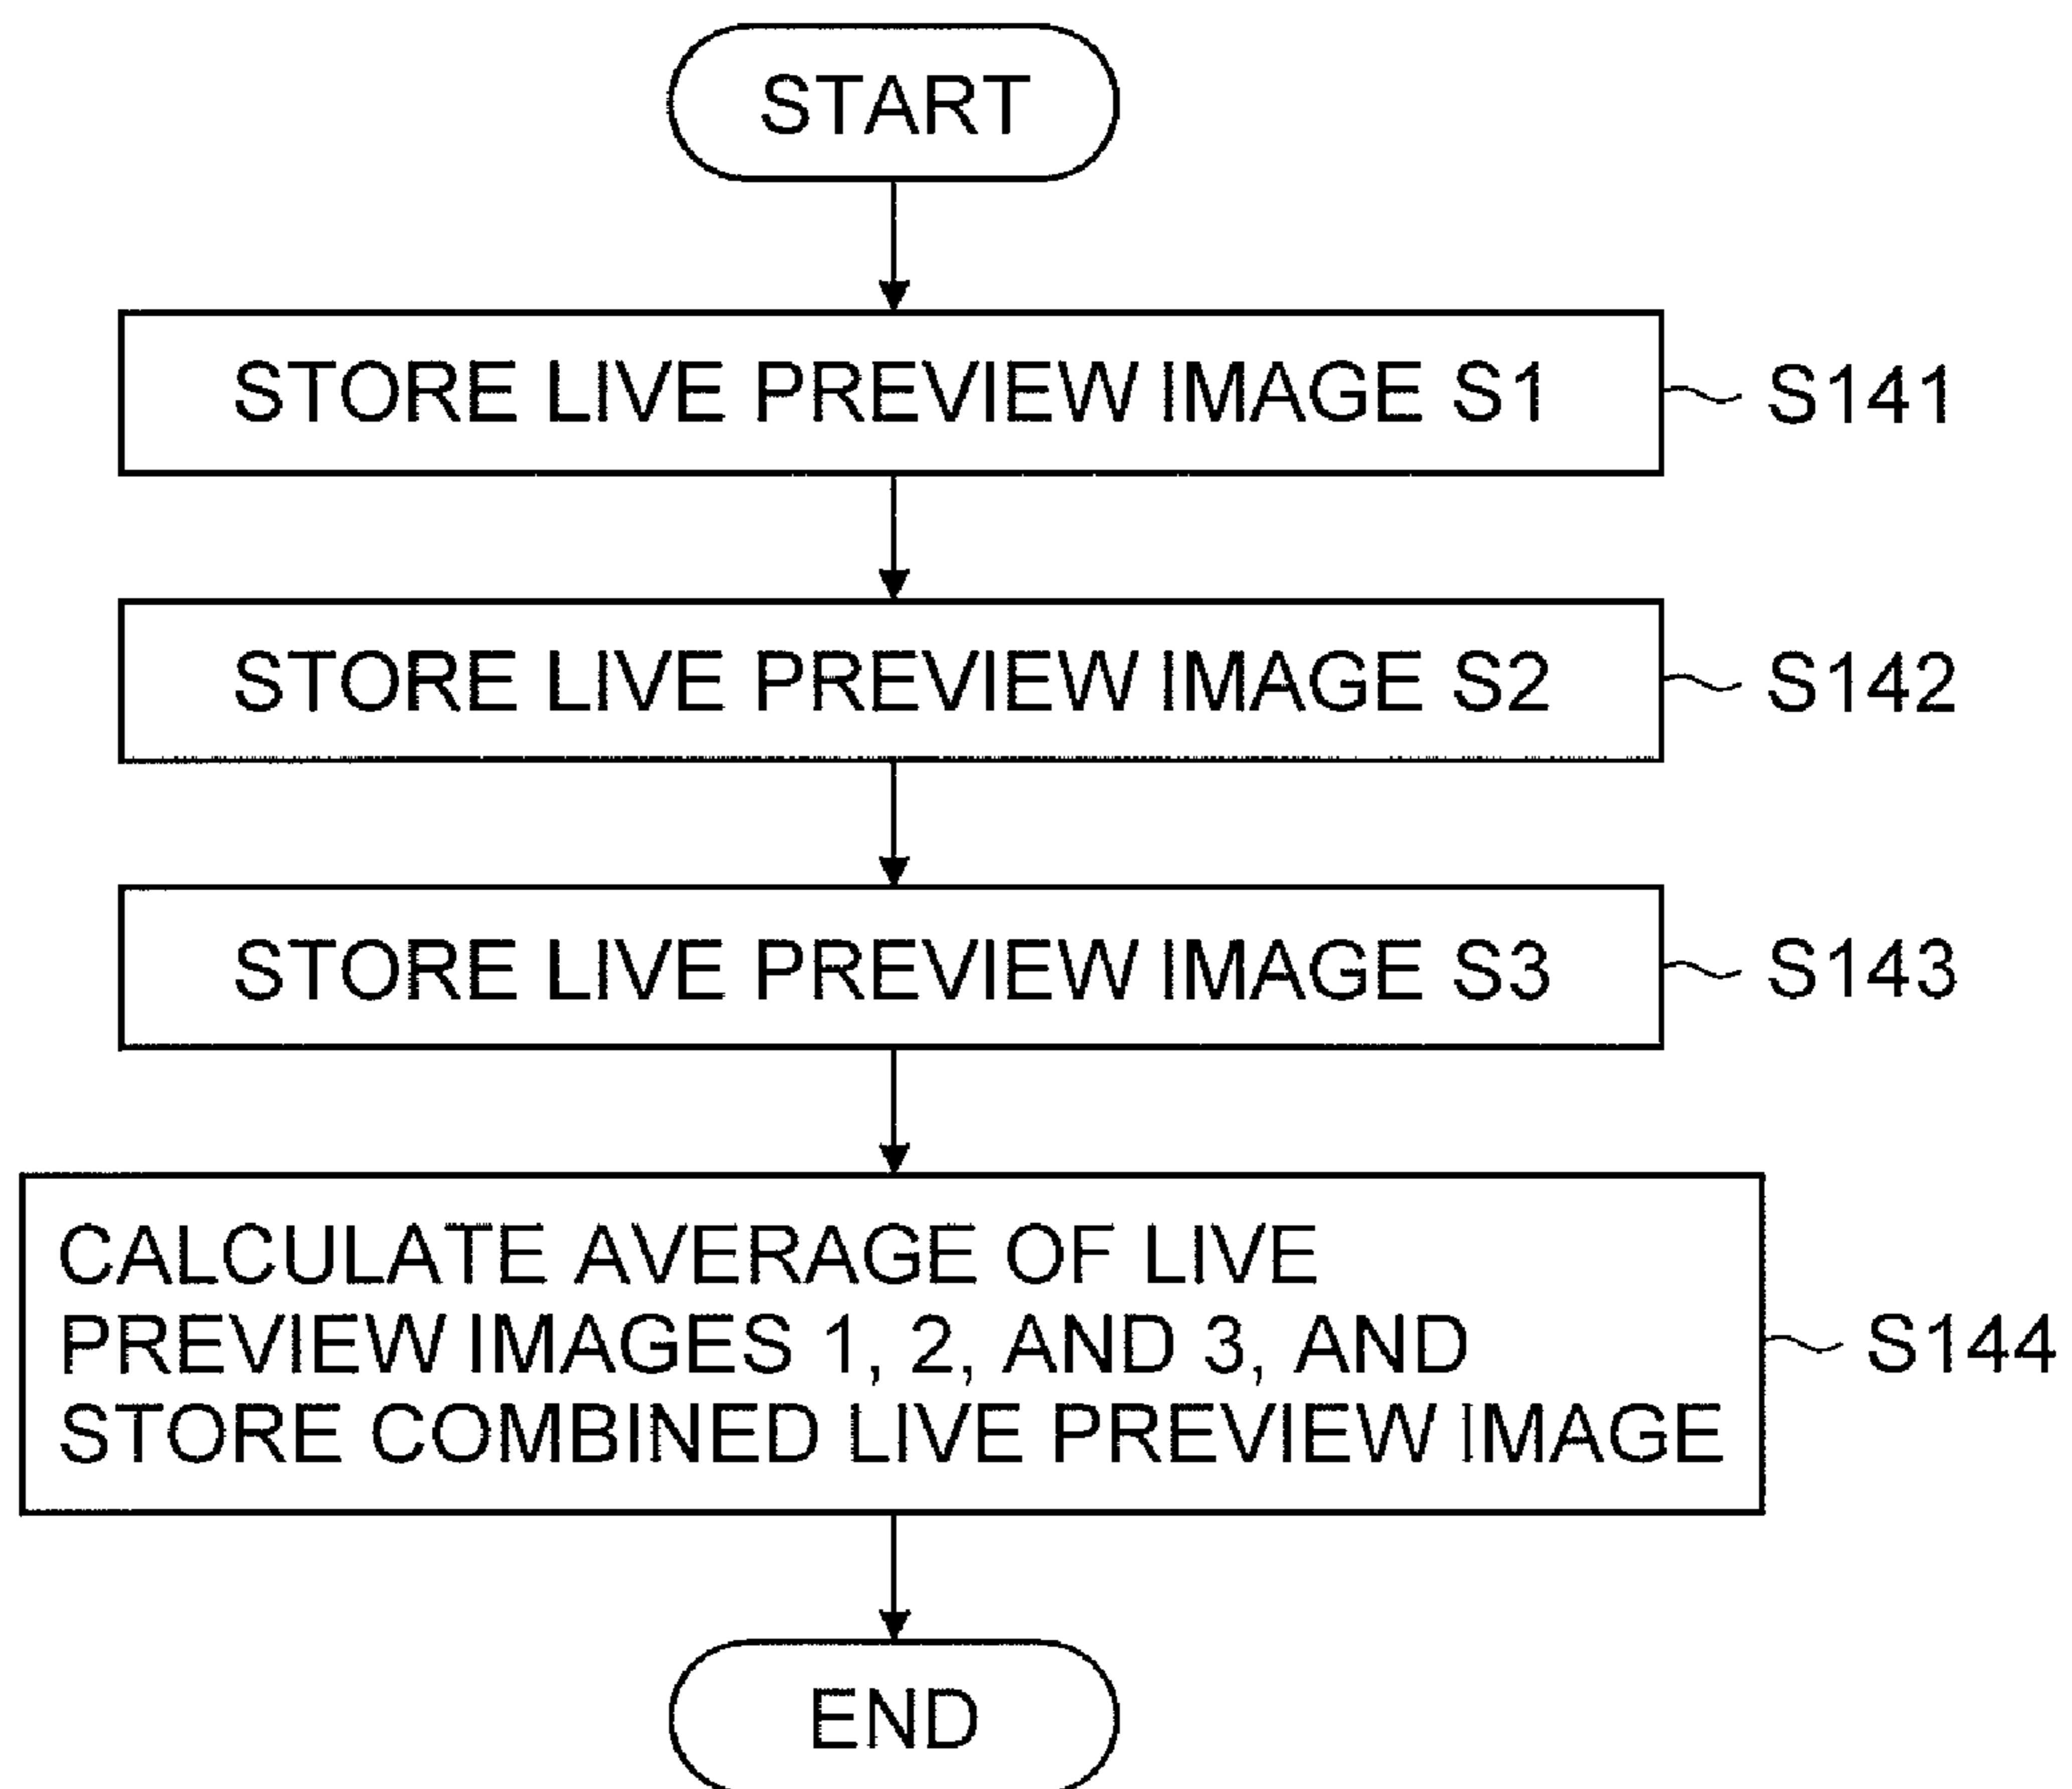 START
STORE LIVE PREVIEW IMAGE S1
S141
STORE LIVE PREVIEW IMAGE S2
S142
STORE LIVE PREVIEW IMAGE S3
S143
CALCULATE AVERAGE OF LIVE
PREVIEW IMAGES 1, 2, AND 3, AND
STORE COMBINED LIVE PREVIEW IMAGE
S144
END